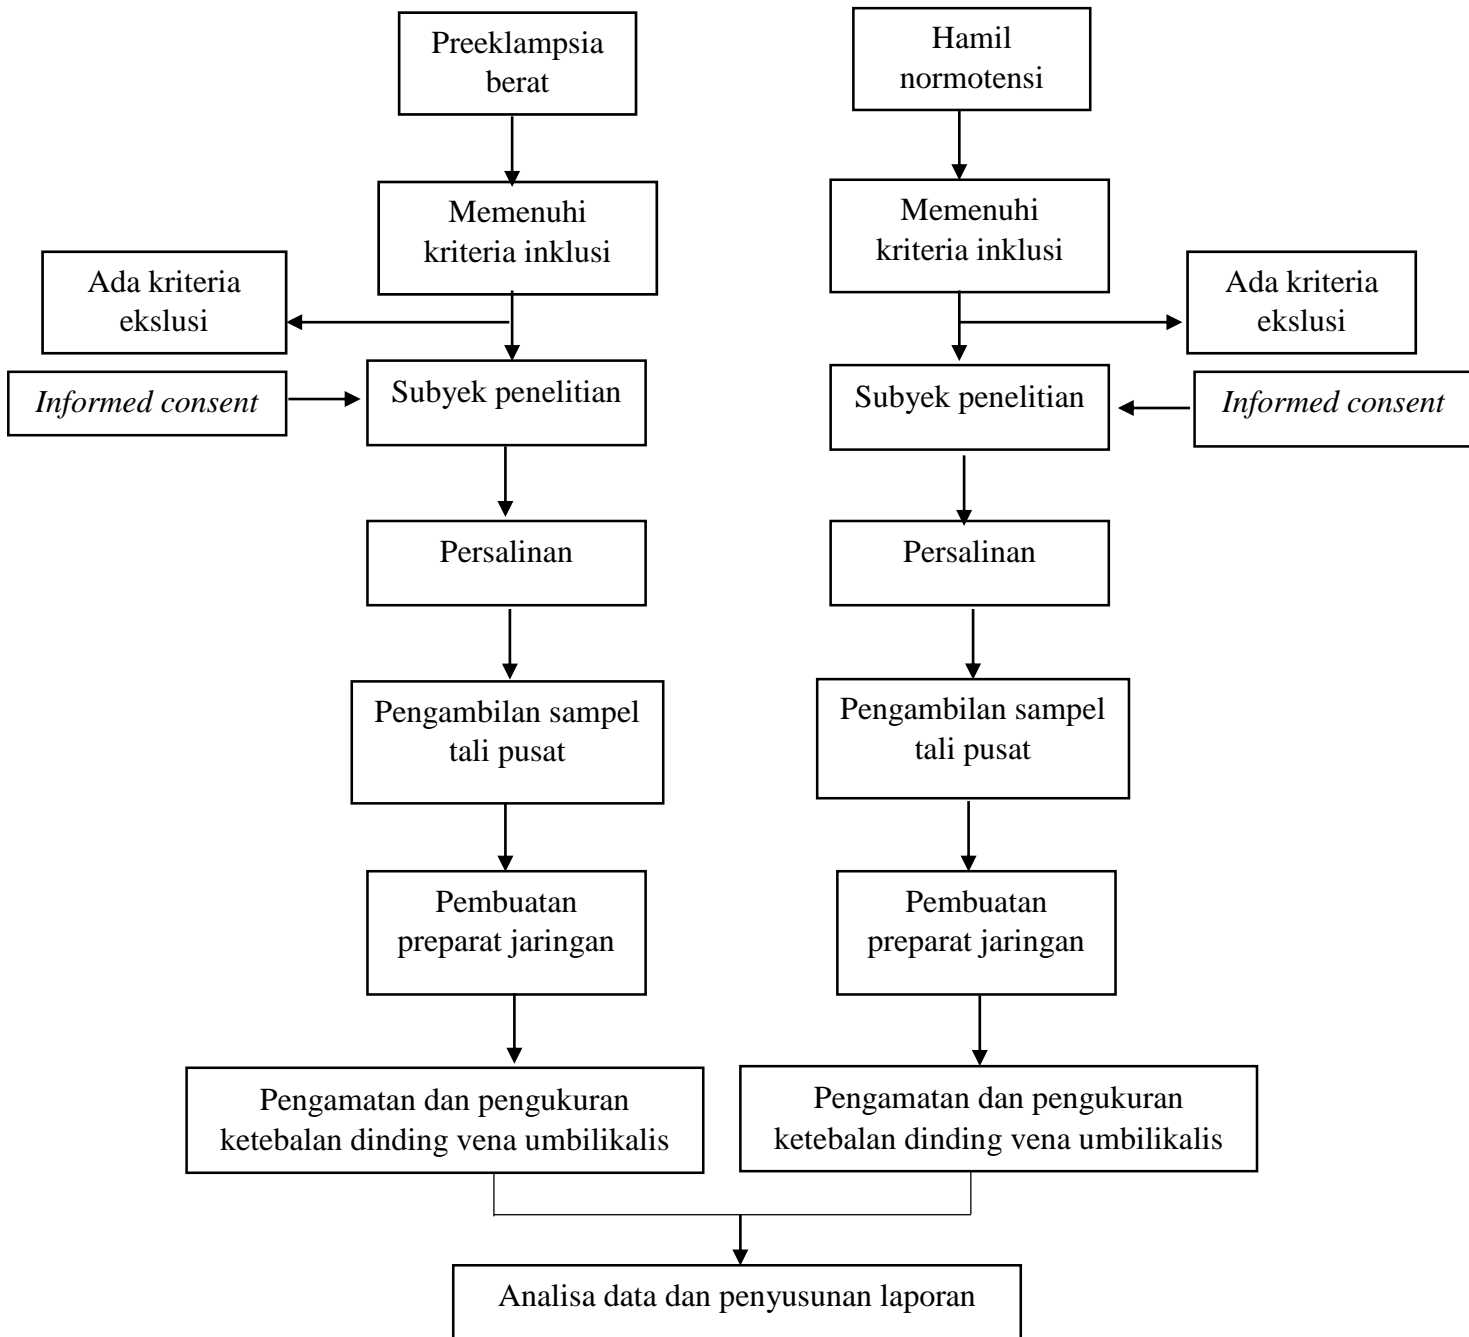 Preeklampsia
berat
Hamil
normotensi
Memenuhi
kriteria inklusi
Memenuhi
kriteria inklusi
Ada kriteria
ekslusi
Ada kriteria
ekslusi
Informed consent
Subyek penelitian
Subyek penelitian
Informed consent
Persalinan
Persalinan
Pengambilan sampel
tali pusat
Pengambilan sampel
tali pusat
Pembuatan
preparat jaringan
Pembuatan
preparat jaringan
Pengamatan dan pengukuran
ketebalan dinding vena umbilikalis
Pengamatan dan pengukuran
ketebalan dinding vena umbilikalis
Analisa data dan penyusunan laporan